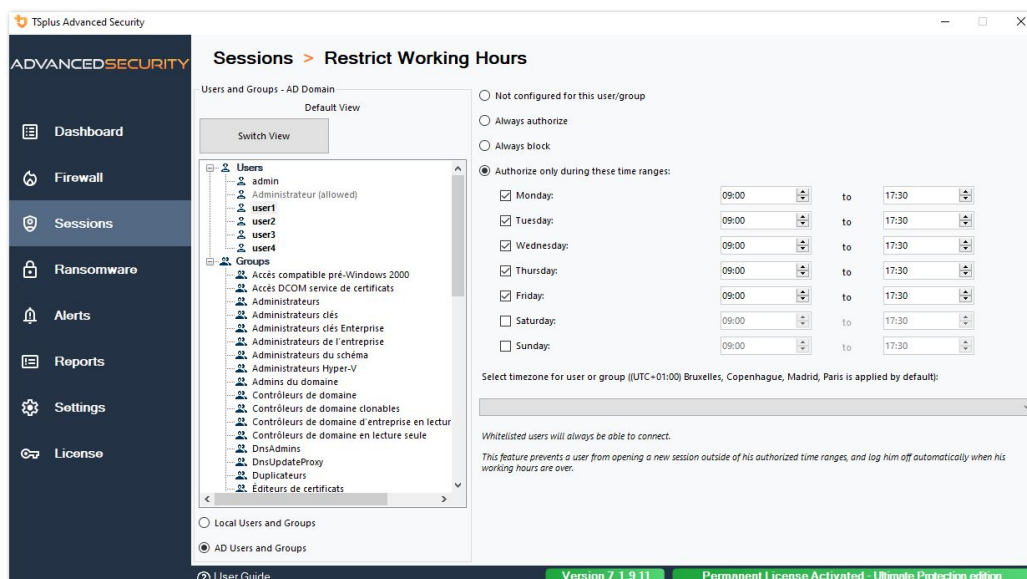 TSplus Advanced Security
ADVANCEDSECURITY
Dashboard
Firewall
Sessions
Ransomware
Alerts
Reports
Settings
License
Sessions > Restrict Working Hours
Users and Groups - AD Domain
Default View
Switch View
Users
admin
Administrateur (allowed)
user1
user2
user3
user4
Groups
Accès compatible pré-Windows 2000
Accès DCOM service de certificats
Administrateurs
Administrateurs clés
Administrateurs clés Enterprise
Administrateurs de l'entreprise
Administrateurs du schéma
Administrateurs Hyper-V
Admins du domaine
Contrôleurs de domaine
Contrôleurs de domaine clonables
Contrôleurs de domaine d'entreprise en lectur
Contrôleurs de domaine en lecture seule
DnsAdmins
DnsUpdateProxy
Duplicateurs
Éditeurs de certificats
Local Users and Groups
AD Users and Groups
Not configured for this user/group
Always authorize
Always block
Authorize only during these time ranges:
Monday: 09:00 to 17:30
Tuesday: 09:00 to 17:30
Wednesday: 09:00 to 17:30
Thursday: 09:00 to 17:30
Friday: 09:00 to 17:30
Saturday: 09:00 to 17:30
Sunday: 09:00 to 17:30
Select timezone for user or group ((UTC+01:00) Bruxelles, Copenhague, Madrid, Paris is applied by default):
Whitelisted users will always be able to connect.
This feature prevents a user from opening a new session outside of his authorized time ranges, and log him off automatically when his
working hours are over.
User Guide
Version 7.1.9.11
Permanent License Activated - Ultimate Protection edition